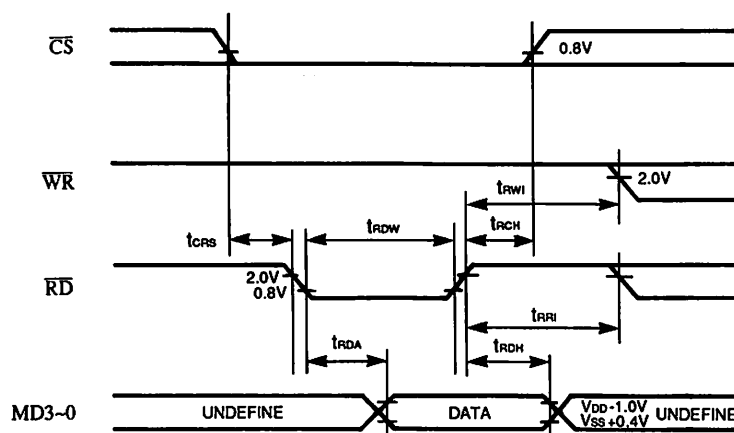 CS
0.8V
WR
2.0V
tRWI
tCRS
tRDW
tRCH
RD
2.0V
0.8V
tRRI
tRDA
tRDH
MD3~0
UNDEFINE
DATA
VDD-1.0V
VSS+0.4V
UNDEFINE